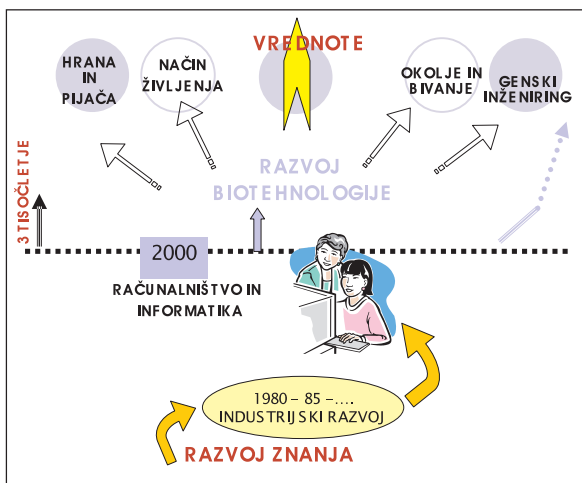 VREDNOTE
HRANA
IN
PIJAČA
NAČIN
ŽIVLJENJA
OKOLJE IN
BIVANJE
GENSKI
INŽENIRING
RAZVOJ
BIOTEHNOLOGIJE
3 TISOČLETJE
2000
RAČUNALNIŠTVO IN
INFORMATIKA
1980 – 85 –....
INDUSTRIJSKI RAZVOJ
RAZVOJ ZNANJA